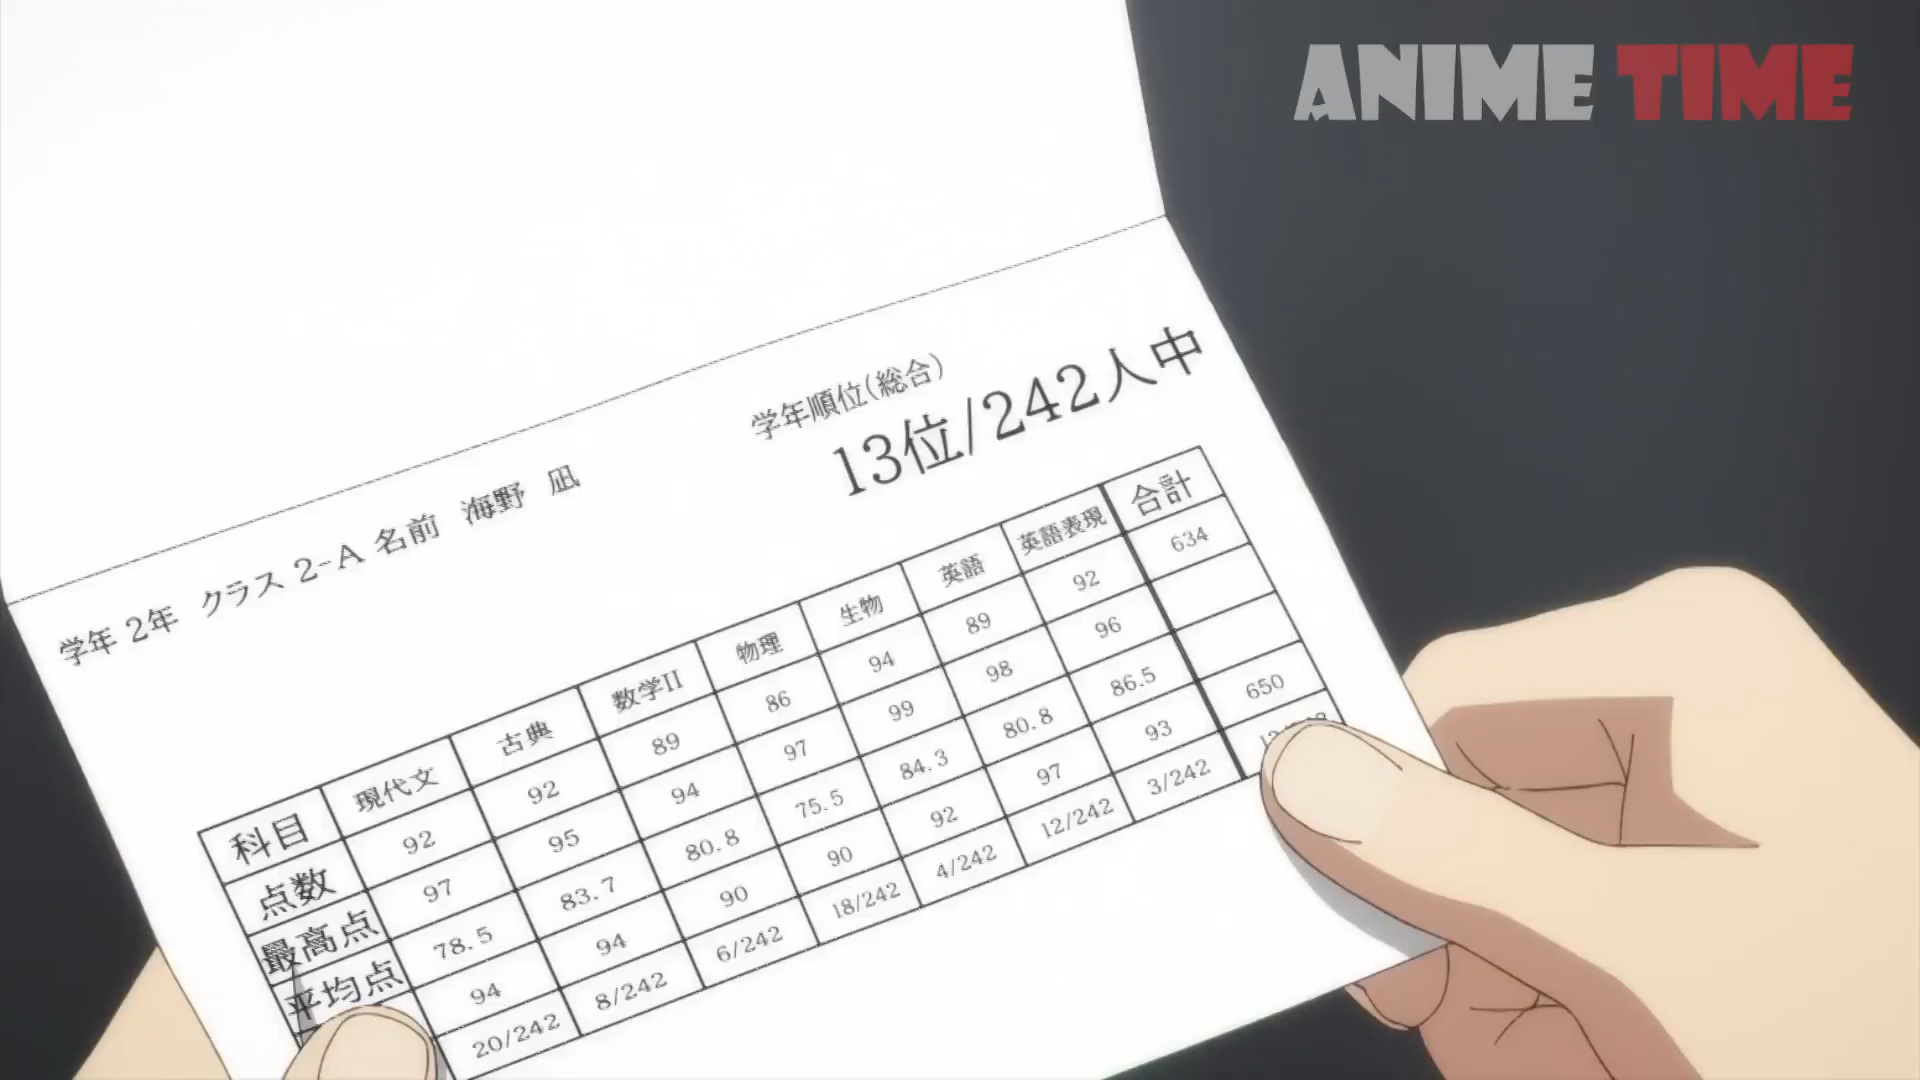 ANIME TIME
学年順位(総合)
13位/242人中
学年 2年 クラス 2-A 名前 海野 凪
科目 現代文 古典 数学II 物理 生物 英語 英語表現 合計
点数 92 92 89 86 94 89 92 634
最高点 97 95 94 97 99 98 96
平均点 78.5 83.7 80.8 75.5 84.3 80.8 86.5
94 94 90 90 92 97 93 650
20/242 8/242 6/242 18/242 4/242 12/242 3/242